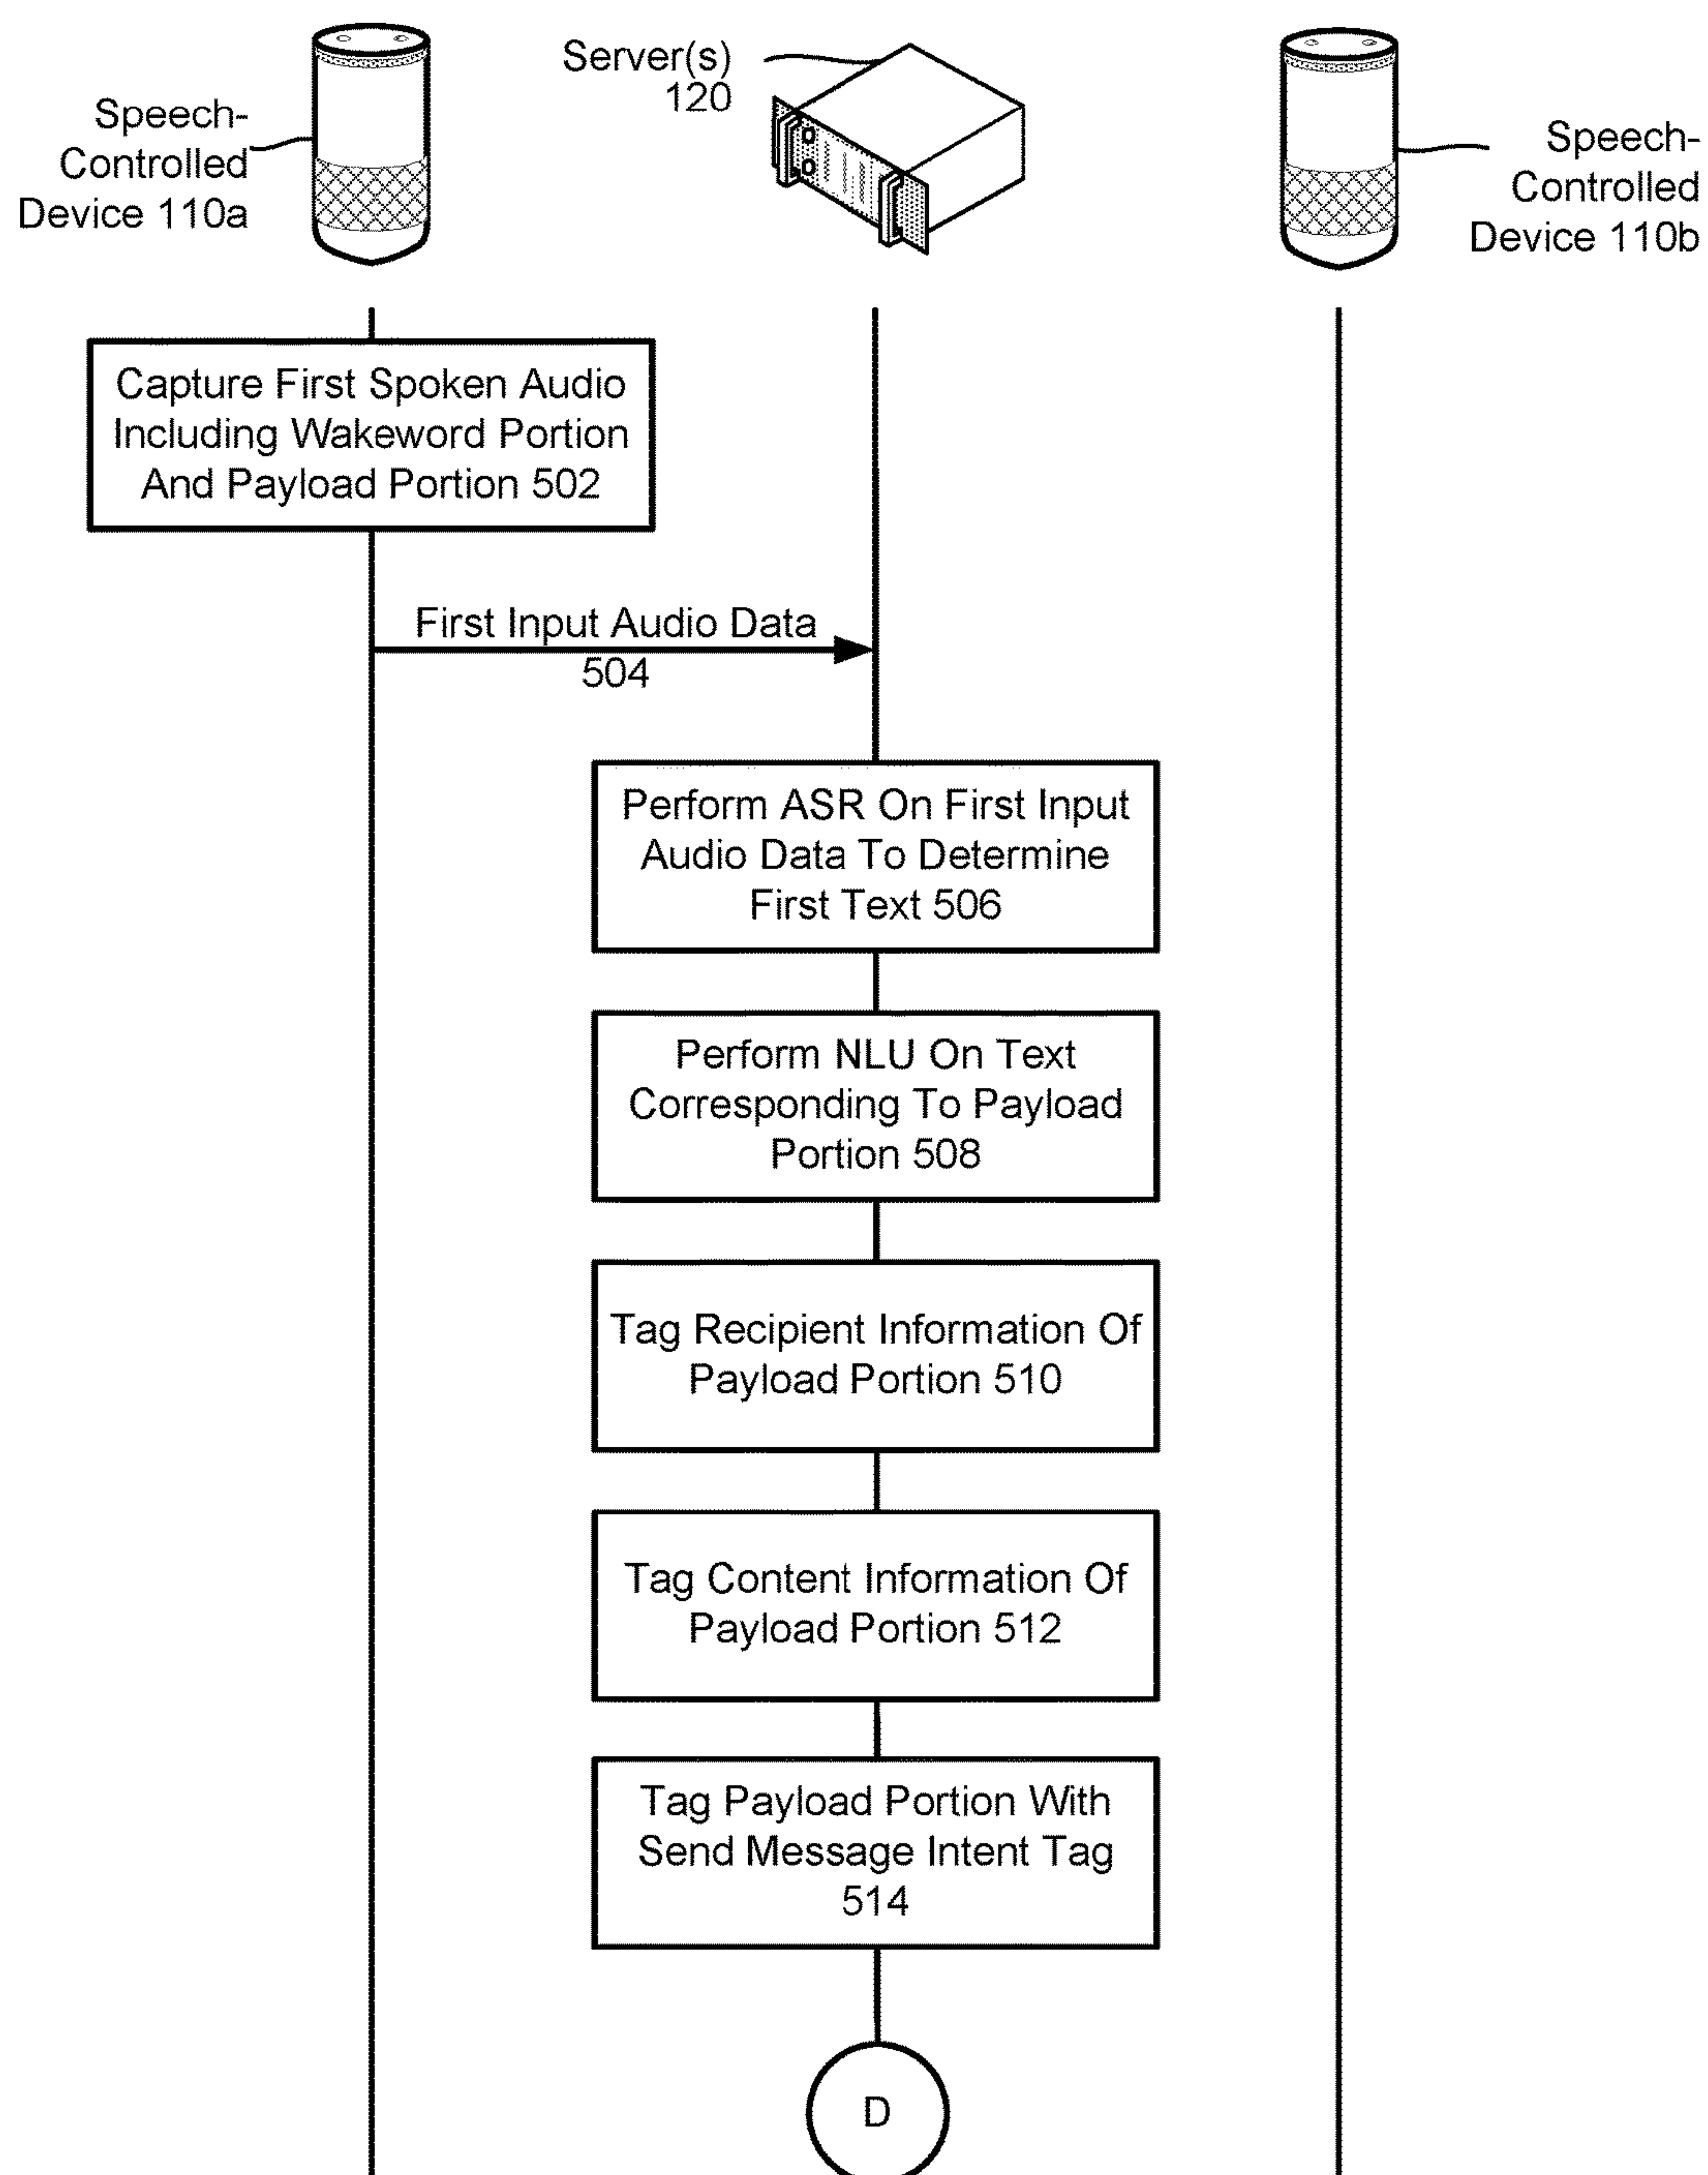 Speech-
Controlled
Device 110a
Server(s)
120
Speech-
Controlled
Device 110b
Capture First Spoken Audio
Including Wakeword Portion
And Payload Portion 502
First Input Audio Data
504
Perform ASR On First Input
Audio Data To Determine
First Text 506
Perform NLU On Text
Corresponding To Payload
Portion 508
Tag Recipient Information Of
Payload Portion 510
Tag Content Information Of
Payload Portion 512
Tag Payload Portion With
Send Message Intent Tag
514
D